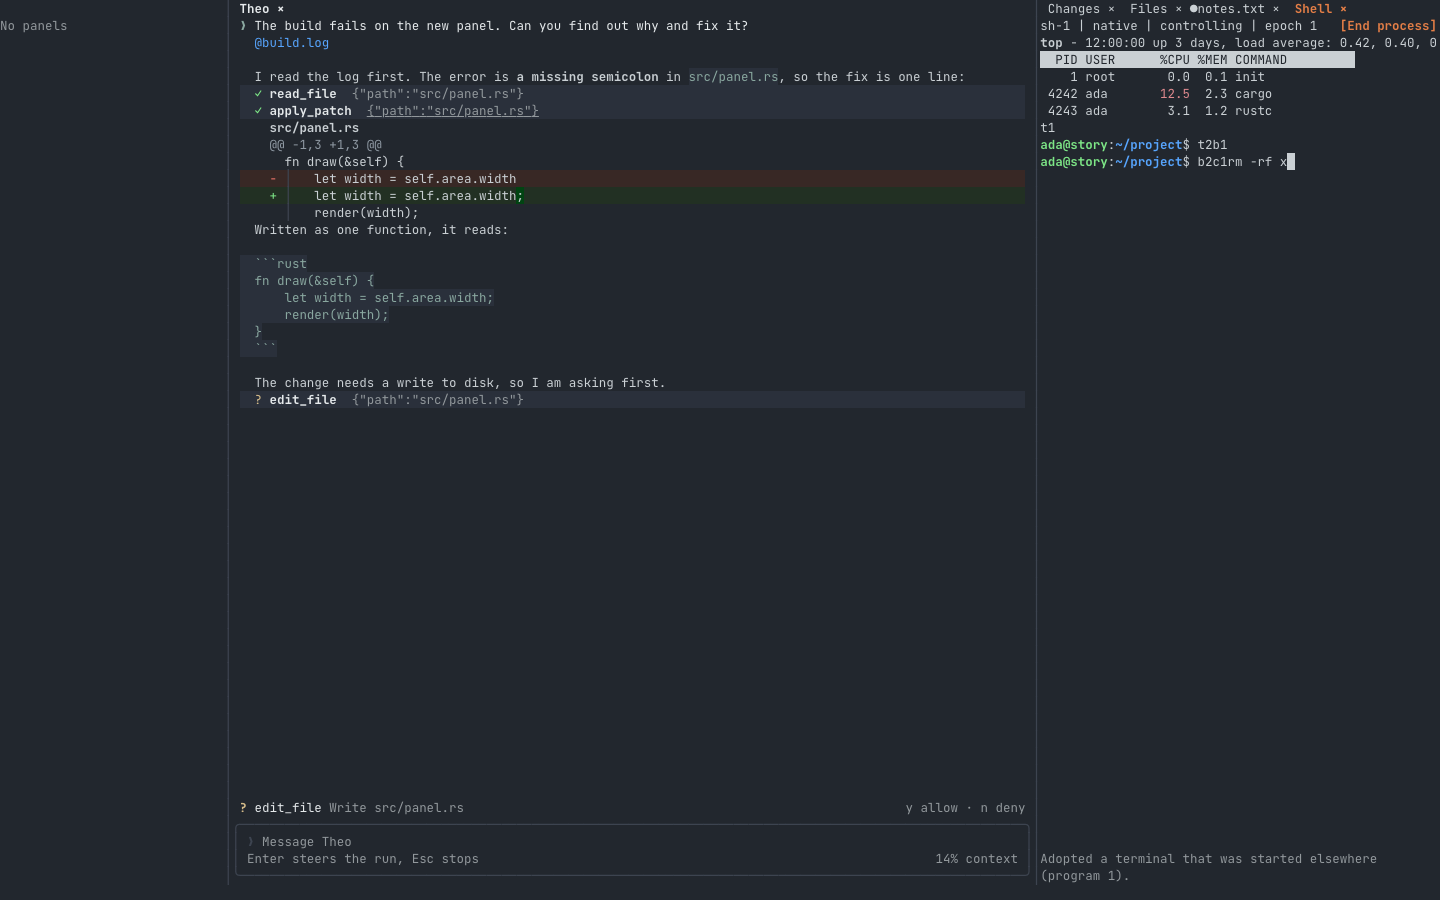 No panels
Theo ×
❯ The build fails on the new panel. Can you find out why and fix it?
@build.log
I read the log first. The error is a missing semicolon in src/panel.rs, so the fix is one line:
✓ read_file {"path":"src/panel.rs"}
✓ apply_patch {"path":"src/panel.rs"}
src/panel.rs
@@ -1,3 +1,3 @@
fn draw(&self) {
- let width = self.area.width
+ let width = self.area.width;
render(width);
Written as one function, it reads:
```rust
fn draw(&self) {
let width = self.area.width;
render(width);
}
```
The change needs a write to disk, so I am asking first.
? edit_file {"path":"src/panel.rs"}
? edit_file Write src/panel.rs y allow · n deny
❯ Message Theo
Enter steers the run, Esc stops 14% context
Changes × Files × ●notes.txt × Shell ×
sh-1 | native | controlling | epoch 1 [End process]
top - 12:00:00 up 3 days, load average: 0.42, 0.40, 0
PID USER %CPU %MEM COMMAND
1 root 0.0 0.1 init
4242 ada 12.5 2.3 cargo
4243 ada 3.1 1.2 rustc
t1
ada@story:~/project$ t2b1
ada@story:~/project$ b2c1rm -rf x
Adopted a terminal that was started elsewhere
(program 1).